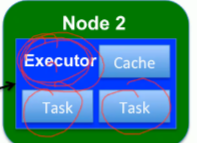 Node 2
Executor Cache
Task Task